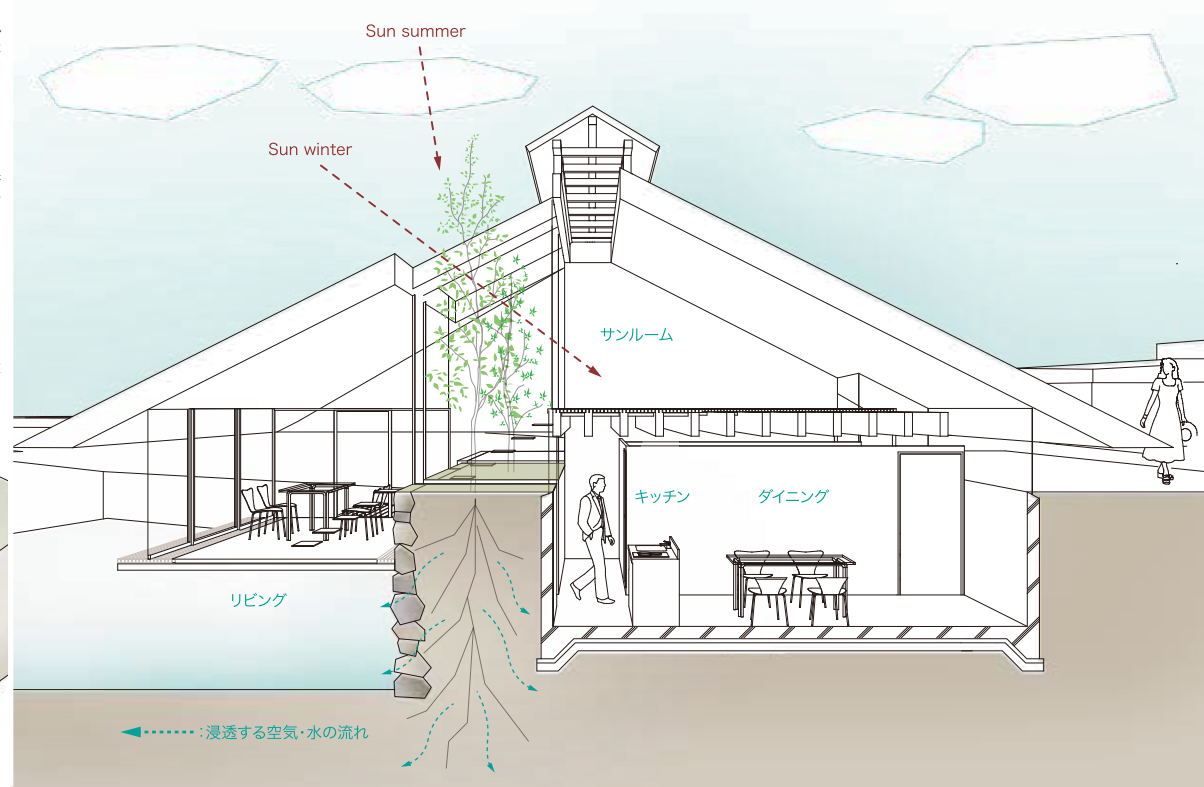 Sun summer
Sun winter
サンルーム
キッチン
ダイニング
リビング
:浸透する空気・水の流れ